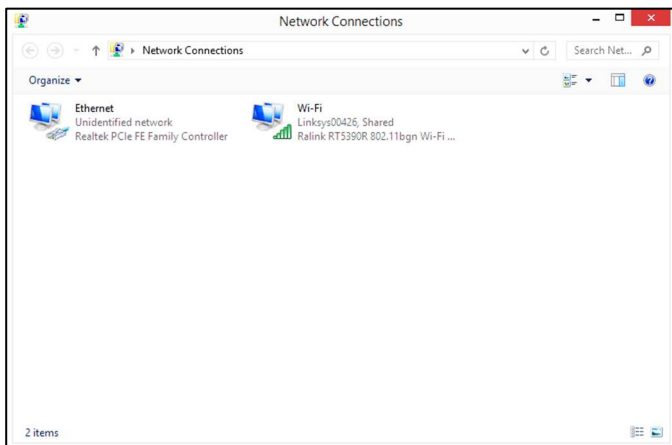 Network Connections
Network Connections
Search Net...
Organize
Ethernet
Unidentified network
Realtek PCIe FE Family Controller
Wi-Fi
Linksys00426, Shared
Ralink RT5390R 802.11bgn Wi-Fi ...
2 items